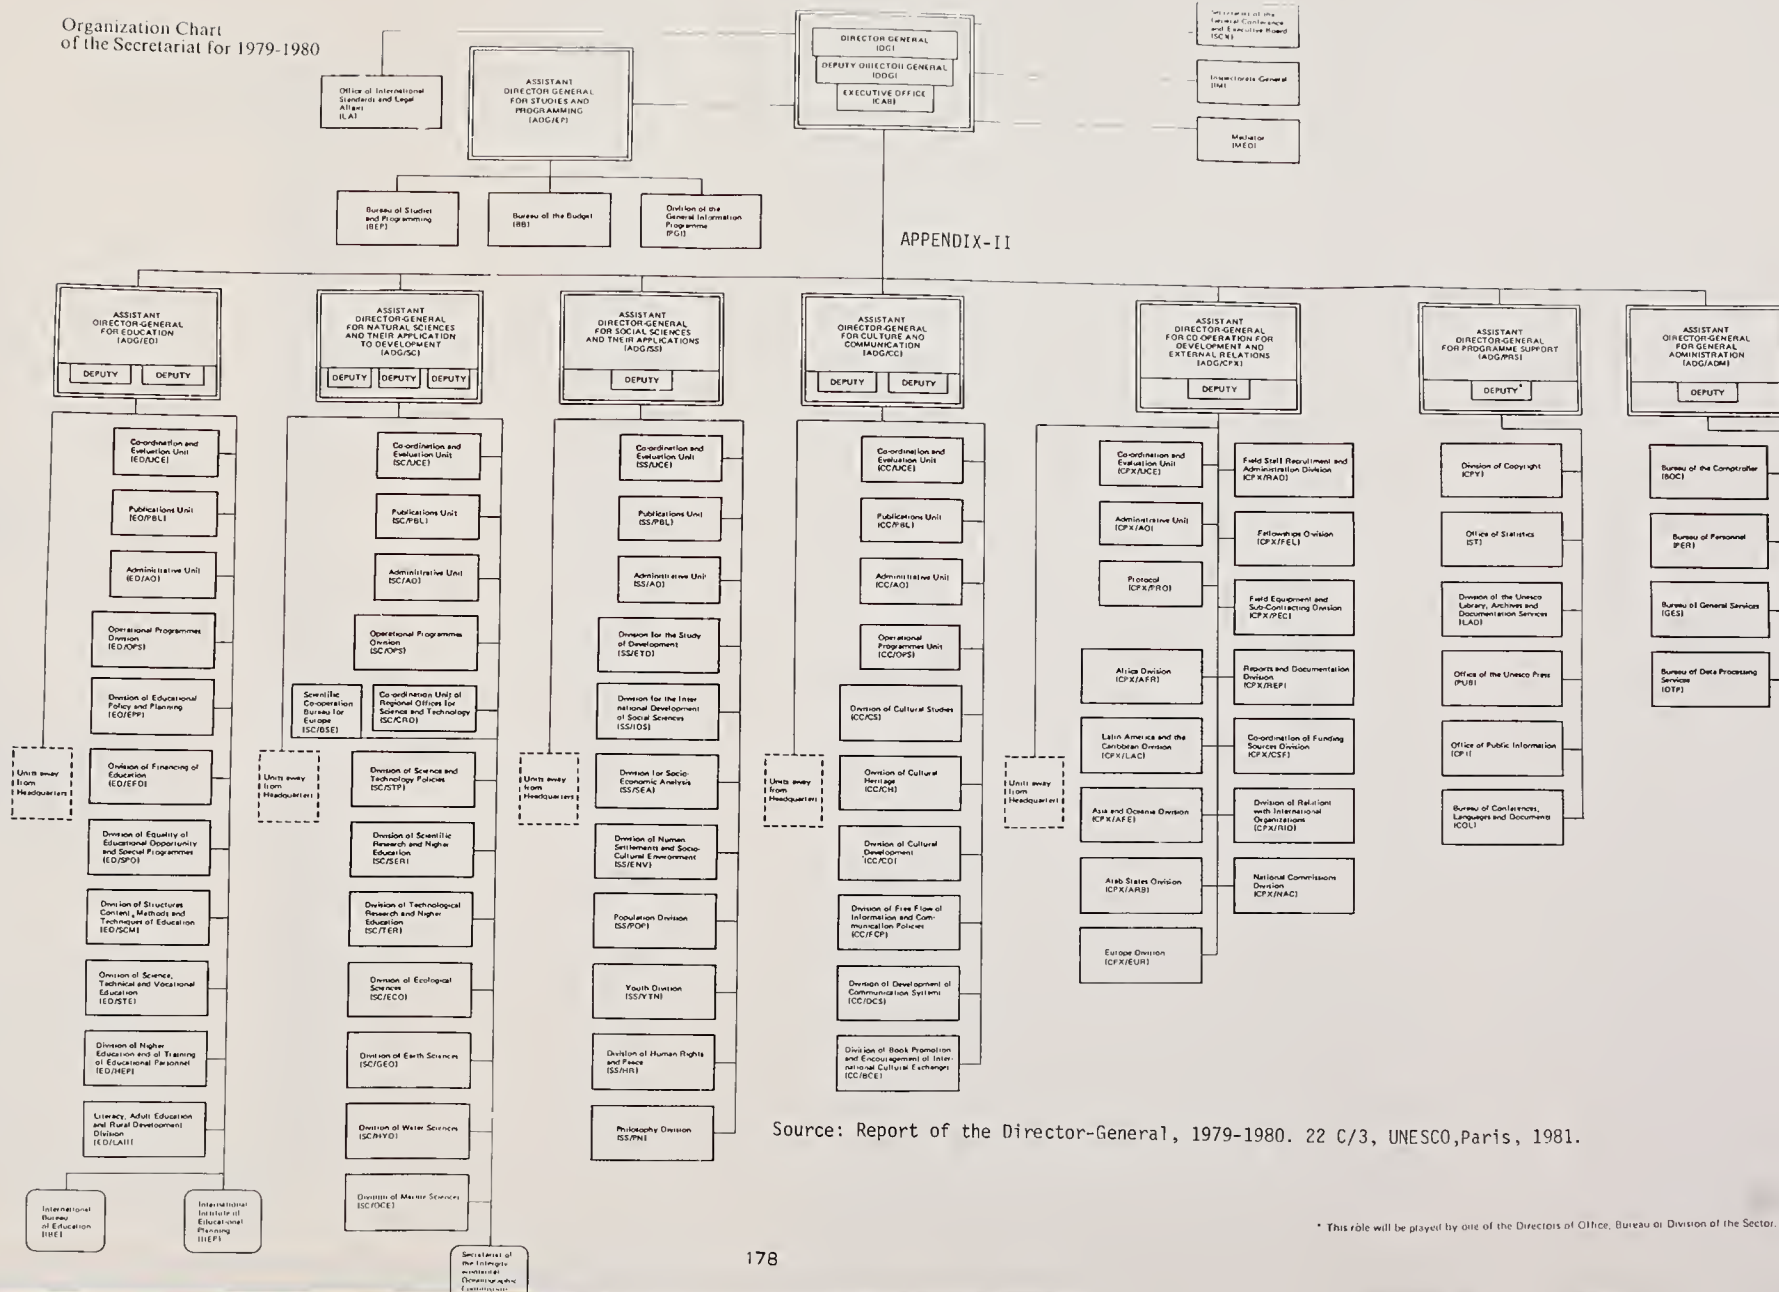 Organization Chart
of the Secretariat for 1979-1980
Office of International
Standards and Legal
Affairs
ASSISTANT
DIRECTOR GENERAL
FOR STUDIES AND
PROGRAMMING
(ADG/EP)
DIRECTOR GENERAL
(DG)
DEPUTY DIRECTOR GENERAL
(DDG)
EXECUTIVE OFFICE
(CAB)
Secretariat of the
General Conference
and Executive Board
(SCX)
Inspectorate General
Mediator
(MED)
Bureau of Studies
and Programming
(BEP)
Bureau of the Budget
(BB)
Division of the
General Information
Programme
(PGI)
APPENDIX-II
ASSISTANT
DIRECTOR-GENERAL
FOR EDUCATION
(ADG/ED)
DEPUTY DEPUTY
Co-ordination and
Evaluation Unit
(ED/UCE)
Publications Unit
(ED/PBL)
Administrative Unit
(ED/AO)
Operational Programmes
Division
(ED/OPS)
Division of Educational
Policy and Planning
(ED/EPP)
Division of Financing of
Education
(ED/EFD)
Division of Equality of
Educational Opportunity
and Special Programmes
(ED/SPO)
Division of Structures
Content, Methods and
Techniques of Education
(ED/SCM)
Division of Science,
Technical and Vocational
Education
(ED/STE)
Division of Higher
Education and of Training
of Educational Personnel
(ED/HEP)
Literacy, Adult Education
and Rural Development
Division
Units away
from
Headquarters
International
Bureau
of Education
(IBE)
International
Institute of
Educational
Planning
(IIEP)
ASSISTANT
DIRECTOR-GENERAL
FOR NATURAL SCIENCES
AND THEIR APPLICATION
TO DEVELOPMENT
(ADG/SC)
DEPUTY DEPUTY DEPUTY
Co-ordination and
Evaluation Unit
(SC/UCE)
Publications Unit
(SC/PBL)
Administrative Unit
(SC/AO)
Operational Programmes
Division
(SC/OPS)
Scientific
Co-operation
Bureau for
Europe
(SC/BSE)
Co-ordination Unit of
Regional Offices for
Science and Technology
(SC/CRO)
Division of Science and
Technology Policies
(SC/STP)
Division of Scientific
Research and Higher
Education
(SC/SER)
Division of Technological
Research and Higher
Education
(SC/TER)
Division of Ecological
Sciences
(SC/ECO)
Division of Earth Sciences
(SC/GEO)
Division of Water Sciences
(SC/HYD)
Division of Marine Sciences
(SC/OCE)
Units away
from
Headquarters
Secretariat of
the Intergov-
ernmental
Oceanographic
Commission
ASSISTANT
DIRECTOR-GENERAL
FOR SOCIAL SCIENCES
AND THEIR APPLICATIONS
(ADG/SS)
DEPUTY
Co-ordination and
Evaluation Unit
(SS/UCE)
Publications Unit
(SS/PBL)
Administrative Unit
(SS/AO)
Division for the Study
of Development
(SS/ETD)
Division for the Inter
national Development
of Social Sciences
(SS/IDS)
Division for Socio-
Economic Analysis
(SS/SEA)
Division of Human
Settlements and Socio-
Cultural Environment
(SS/ENV)
Population Division
(SS/POP)
Youth Division
(SS/YTH)
Division of Human Rights
and Peace
(SS/HR)
Philosophy Division
(SS/PH)
Units away
from
Headquarters
ASSISTANT
DIRECTOR-GENERAL
FOR CULTURE AND
COMMUNICATION
(ADG/CC)
DEPUTY DEPUTY
Co-ordination and
Evaluation Unit
(CC/UCE)
Publications Unit
(CC/PBL)
Administrative Unit
(CC/AO)
Operational
Programmes Unit
(CC/OPS)
Division of Cultural Studies
(CC/CS)
Division of Cultural
Heritage
(CC/CH)
Division of Cultural
Development
(CC/CD)
Division of Free Flow of
Information and Com-
munication Policies
(CC/FCP)
Division of Development of
Communication Systems
(CC/DCS)
Division of Book Promotion
and Encouragement of Inter-
national Cultural Exchanges
(CC/BCE)
Units away
from
Headquarters
ASSISTANT
DIRECTOR-GENERAL
FOR CO OPERATION FOR
DEVELOPMENT AND
EXTERNAL RELATIONS
(ADG/CPX)
DEPUTY
Co-ordination and
Evaluation Unit
(CPX/UCE)
Administrative Unit
(CPX/AO)
Protocol
(CPX/PRO)
Africa Division
(CPX/AFR)
Latin America and the
Caribbean Division
(CPX/LAC)
Asia and Oceania Division
(CPX/AFE)
Arab States Division
(CPX/ARB)
Europe Division
(CPX/EUR)
Field Staff Recruitment and
Administration Division
(CPX/RAD)
Fellowships Division
(CPX/FEL)
Field Equipment and
Sub-Contracting Division
(CPX/PEC)
Reports and Documentation
Division
(CPX/REP)
Co-ordination of Funding
Sources Division
(CPX/CSF)
Division of Relations
with International
Organizations
(CPX/RIO)
National Commissions
Division
(CPX/NAC)
Units away
from
Headquarters
ASSISTANT
DIRECTOR-GENERAL
FOR PROGRAMME SUPPORT
(ADG/PRS)
DEPUTY*
Division of Copyright
(CPY)
Office of Statistics
(ST)
Division of the Unesco
Library, Archives and
Documentation Services
(LAD)
Office of the Unesco Press
(PUB)
Office of Public Information
Bureau of Conferences,
Languages and Documents
(COL)
ASSISTANT
DIRECTOR-GENERAL
FOR GENERAL
ADMINISTRATION
(ADG/ADM)
DEPUTY
Bureau of the Comptroller
(BOC)
Bureau of Personnel
(PER)
Bureau of General Services
(GES)
Bureau of Data Processing
Services
(DTP)
Source: Report of the Director-General, 1979-1980. 22 C/3, UNESCO,Paris, 1981.
* This rôle will be played by one of the Directors of Office, Bureau or Division of the Sector.
178